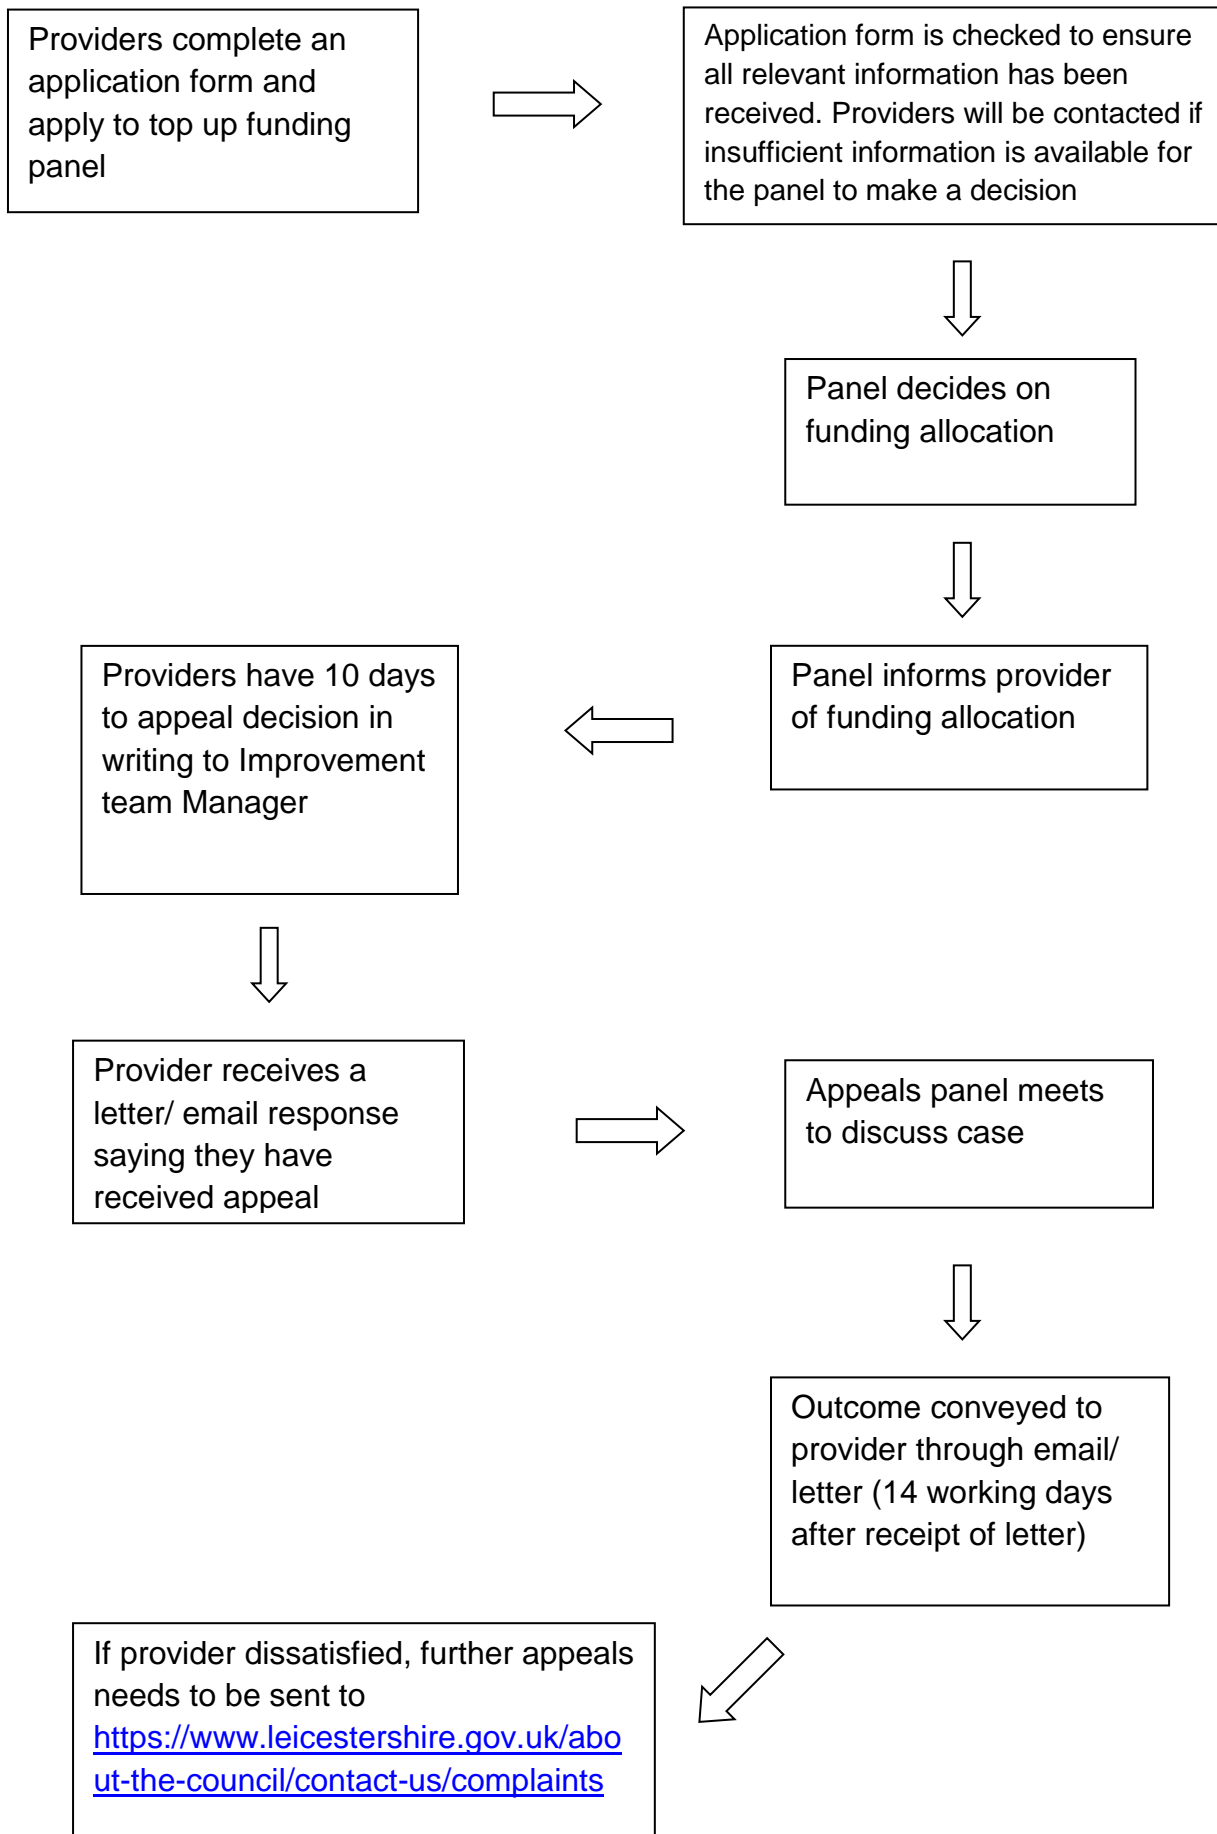 Providers complete an
application form and
apply to top up funding
panel
Application form is checked to ensure
all relevant information has been
received. Providers will be contacted if
insufficient information is available for
the panel to make a decision
Panel decides on
funding allocation
Panel informs provider
of funding allocation
Providers have 10 days
to appeal decision in
writing to Improvement
team Manager
Provider receives a
letter/ email response
saying they have
received appeal
Appeals panel meets
to discuss case
Outcome conveyed to
provider through email/
letter (14 working days
after receipt of letter)
If provider dissatisfied, further appeals
needs to be sent to
https://www.leicestershire.gov.uk/abo
ut-the-council/contact-us/complaints